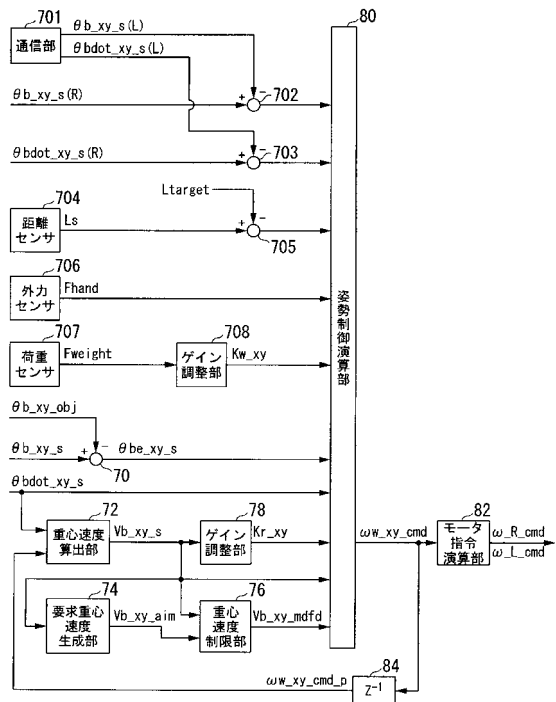 701
通信部
θb_xy_s(L)
θbdot_xy_s(L)
80
θb_xy_s(R)
+
−
702
θbdot_xy_s(R)
+
−
703
Ltarget
704
距離
センサ
Ls
+
−
705
706
外力
センサ
Fhand
707
荷重
センサ
Fweight
708
ゲイン
調整部
Kw_xy
姿勢制御演算部
θb_xy_obj
θb_xy_s
+
−
70
θbe_xy_s
θbdot_xy_s
72
重心速度
算出部
Vb_xy_s
78
ゲイン
調整部
Kr_xy
ωw_xy_cmd
82
モータ
指令
演算部
ω_R_cmd
ω_L_cmd
74
要求重心
速度
生成部
Vb_xy_aim
76
重心
速度
制限部
Vb_xy_mdfd
ωw_xy_cmd_p
84
Z⁻¹